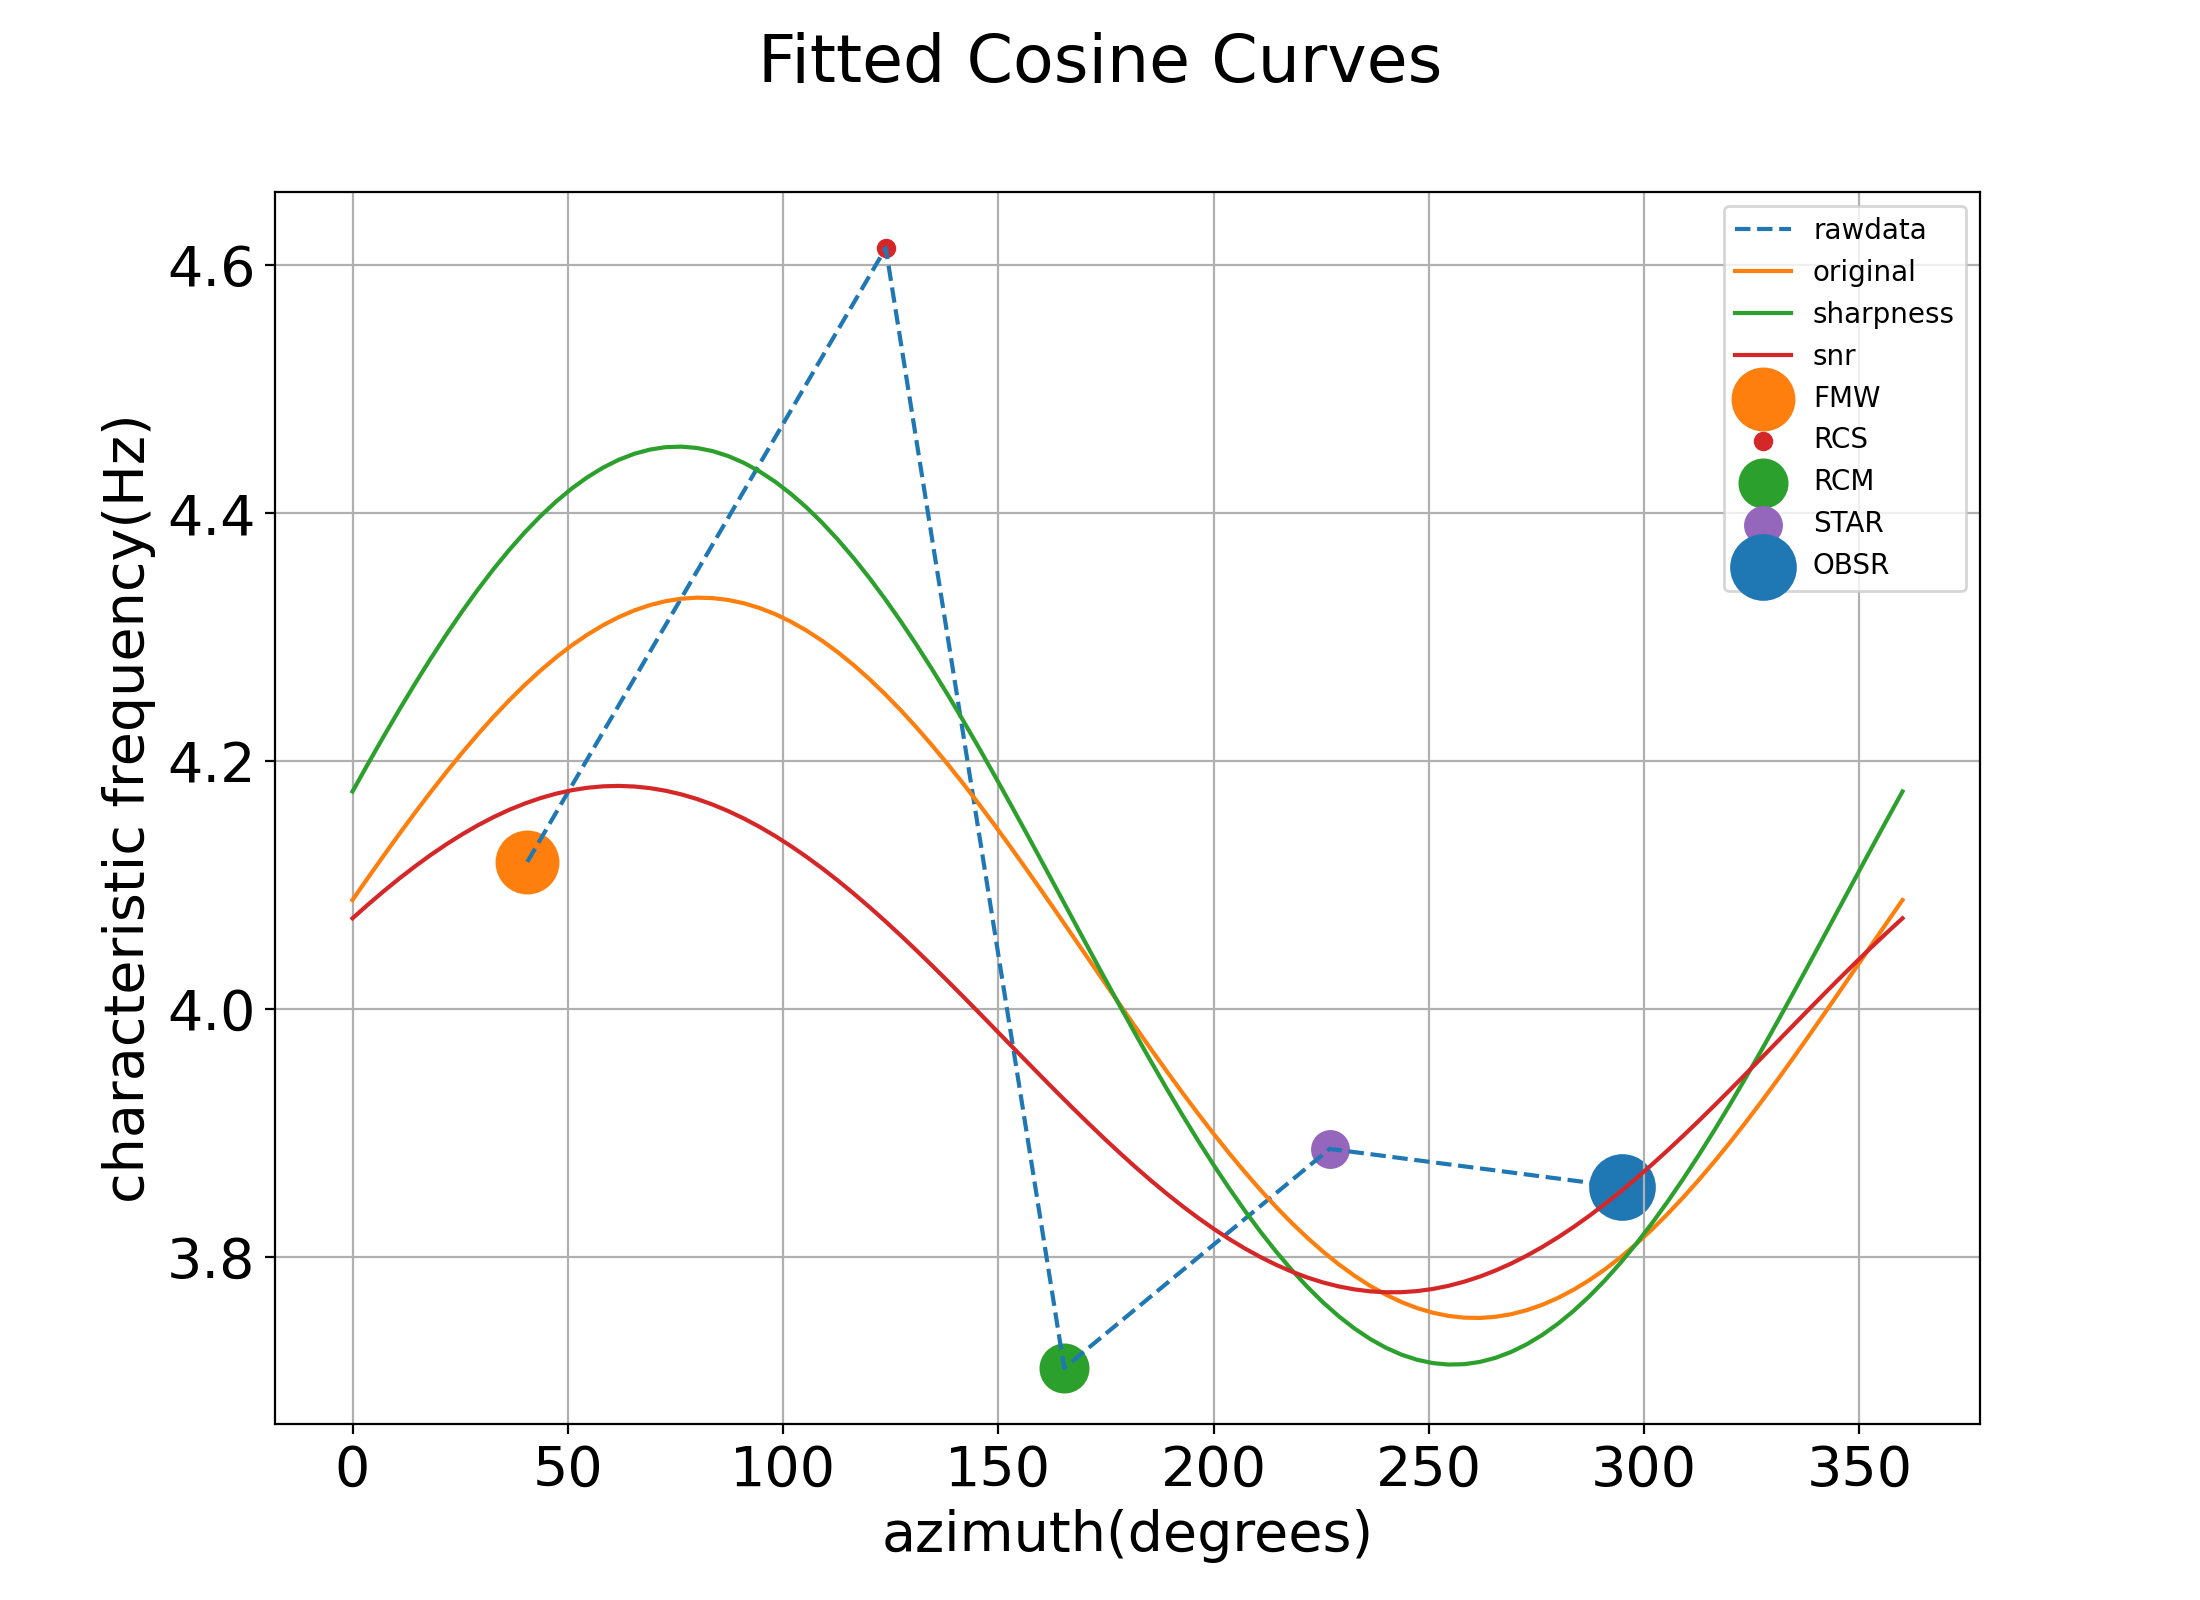 Fitted Cosine Curves
characteristic frequency(Hz)
4.6
4.4
4.2
4.0
3.8
rawdata
original
sharpness
snr
FMW
RCS
RCM
STAR
OBSR
0 50 100 150 200 250 300 350
azimuth(degrees)